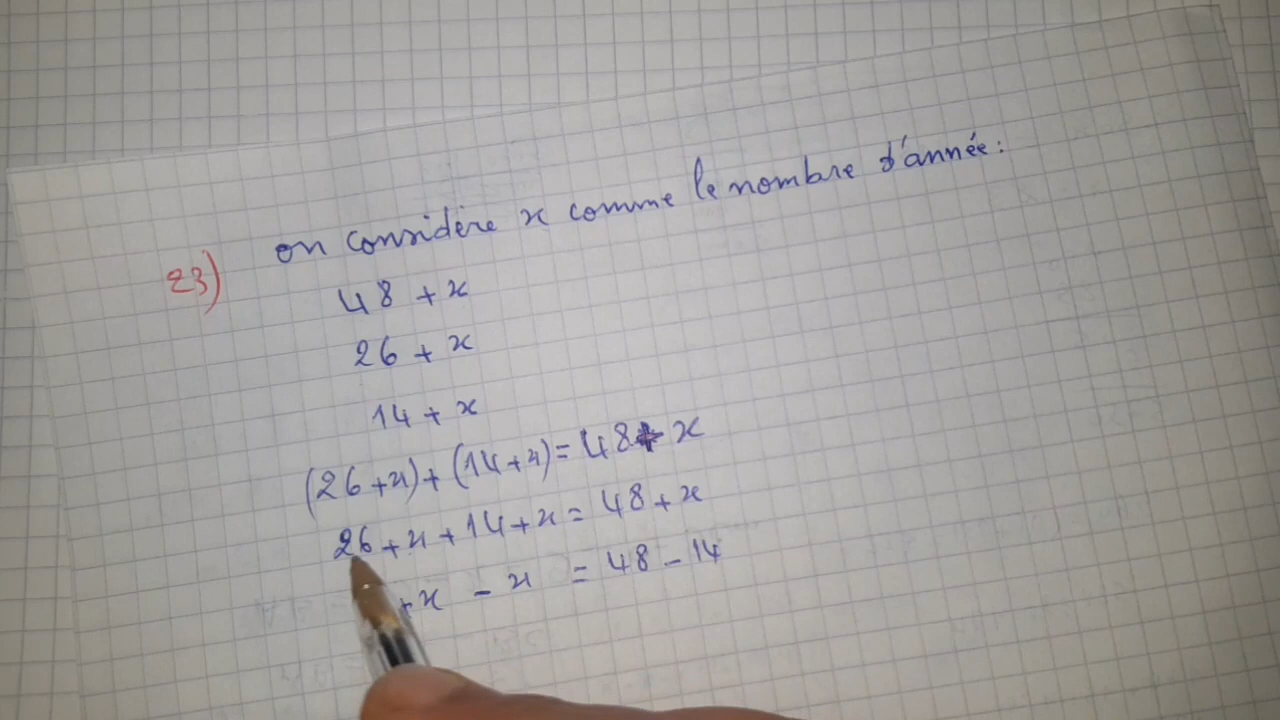 23) on considère x comme le nombre d'année :
48 + x
26 + x
14 + x
(26 + x) + (14 + x) = 48 + x
26 + x + 14 + x = 48 + x
+ x - x = 48 - 14